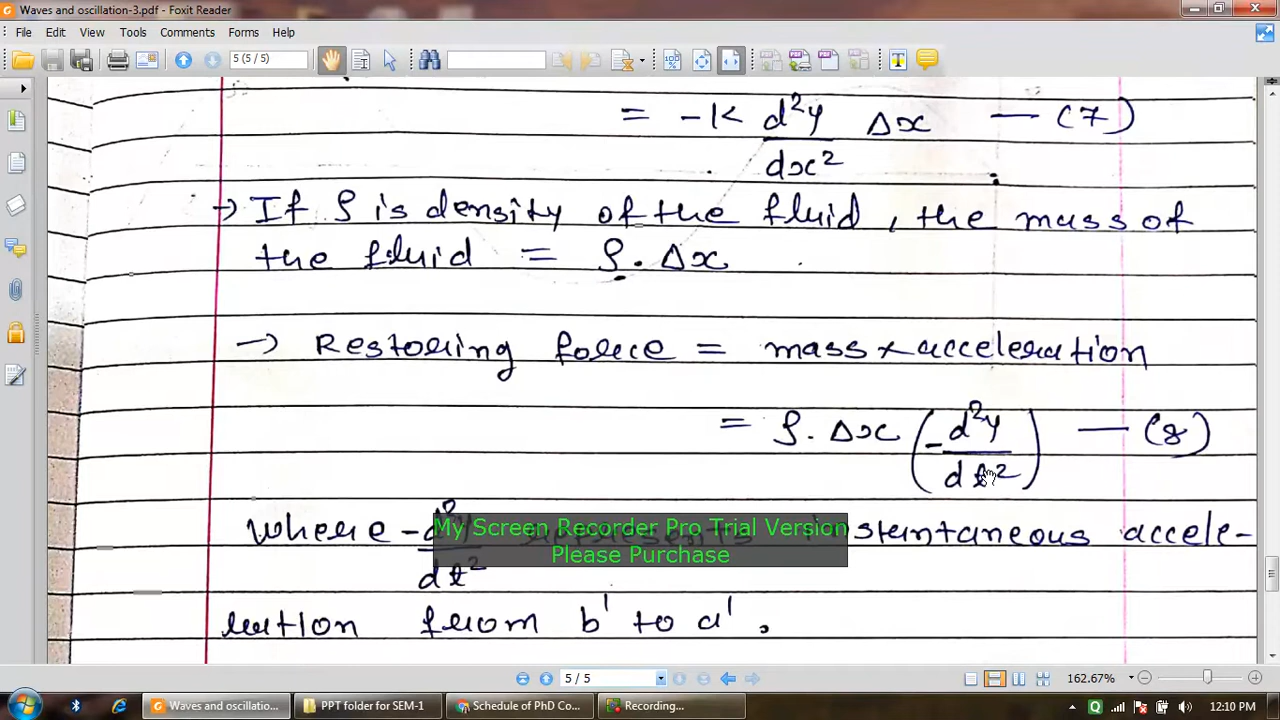 Waves and oscillation-3.pdf - Foxit Reader
File Edit View Tools Comments Forms Help
5 (5 / 5)
= -K d²y/dx² Δx — (7)
→ If ρ is density of the fluid, the mass of
the fluid = ρ. Δx
→ Restoring force = mass x acceleration
= ρ. Δx (-d²y/dt²) — (8)
where -d²y/dt² represents instantaneous accele-
My Screen Recorder Pro Trial Version
Please Purchase
ration from b' to a'.
5 / 5 162.67%
Waves and oscillatio... PPT folder for SEM-1 Schedule of PhD Co... Recording... 12:10 PM